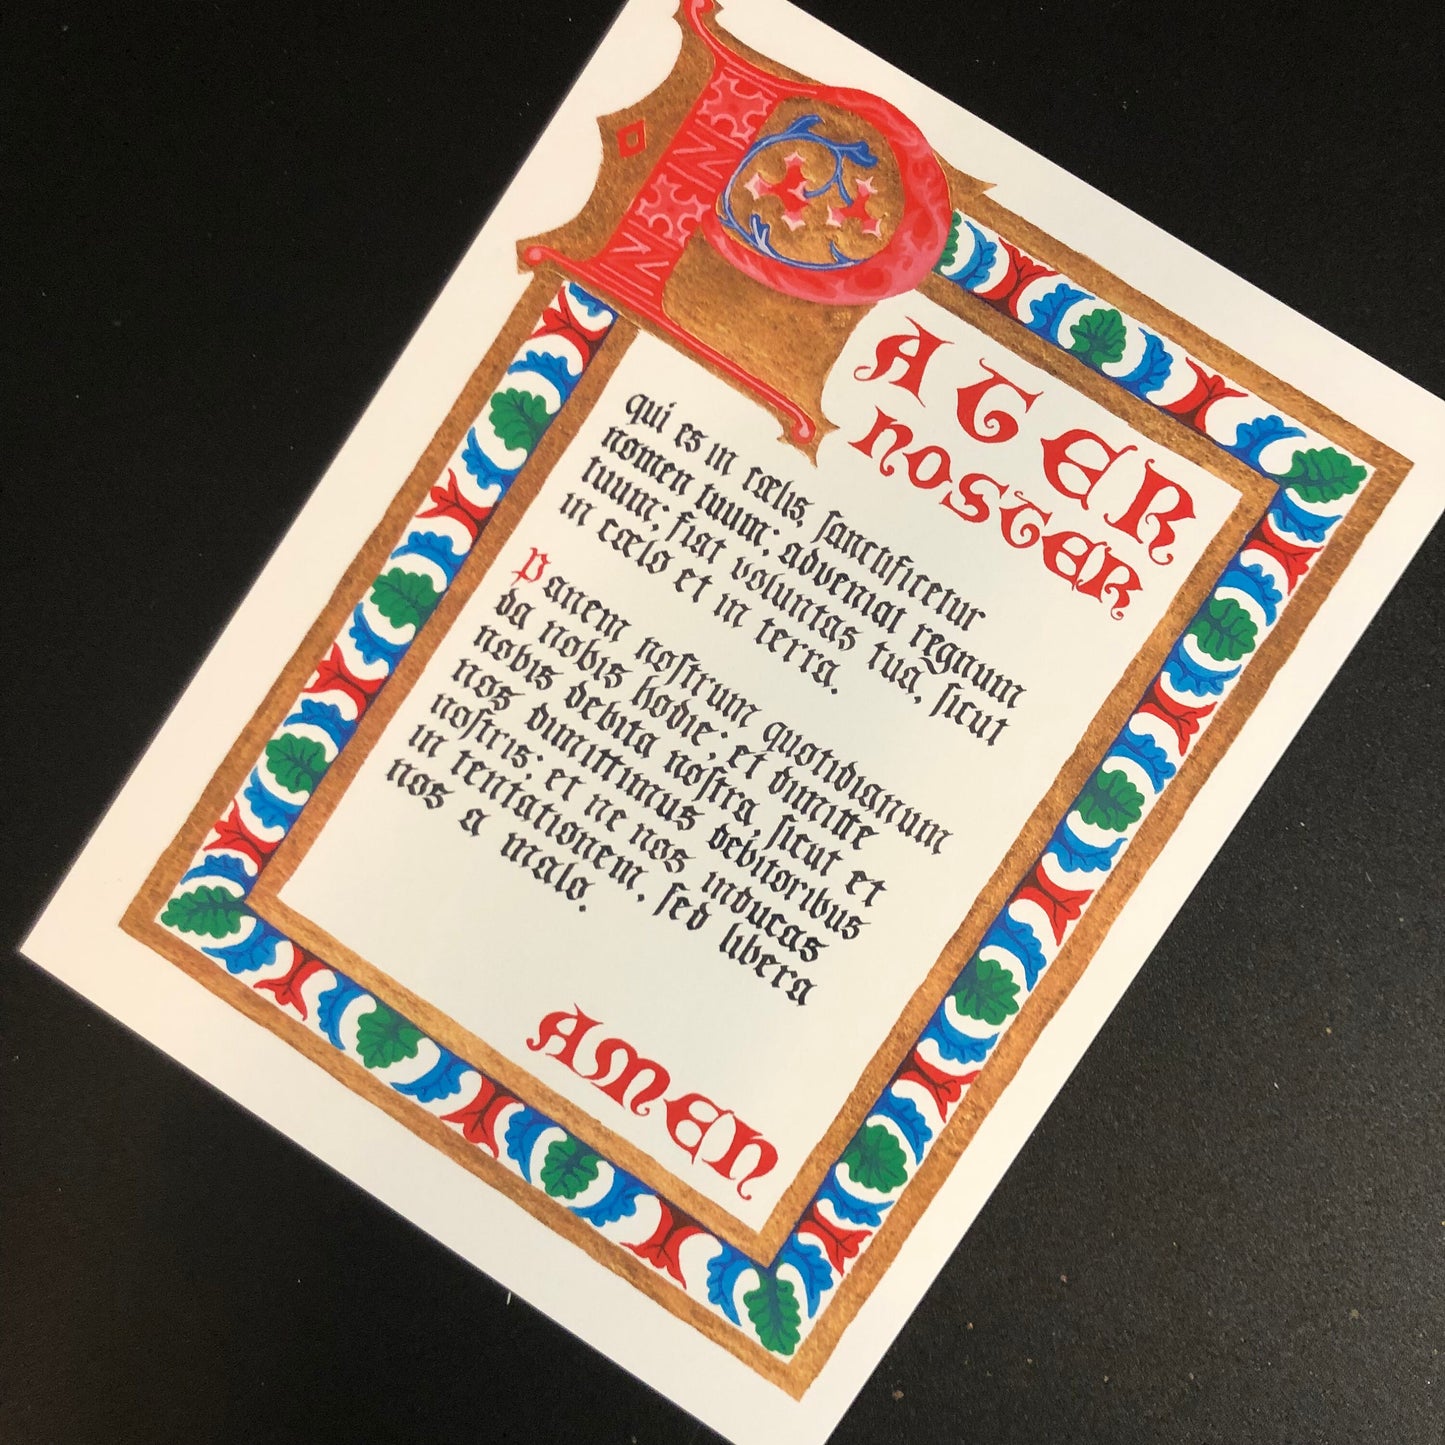 PATER
NOSTER
qui es in cœlis, ſanctificetur
nomen tuum; adveniat regnum
tuum; fiat voluntas tua, ſicut
in cœlo et in terra.
Panem noſtrum quotidianum
da nobis hodie; et dimitte
nobis debita noſtra, ſicut et
nos dimittimus debitoribus
noſtris; et ne nos inducas
in tentationem, ſed libera
nos a malo.
AMEN